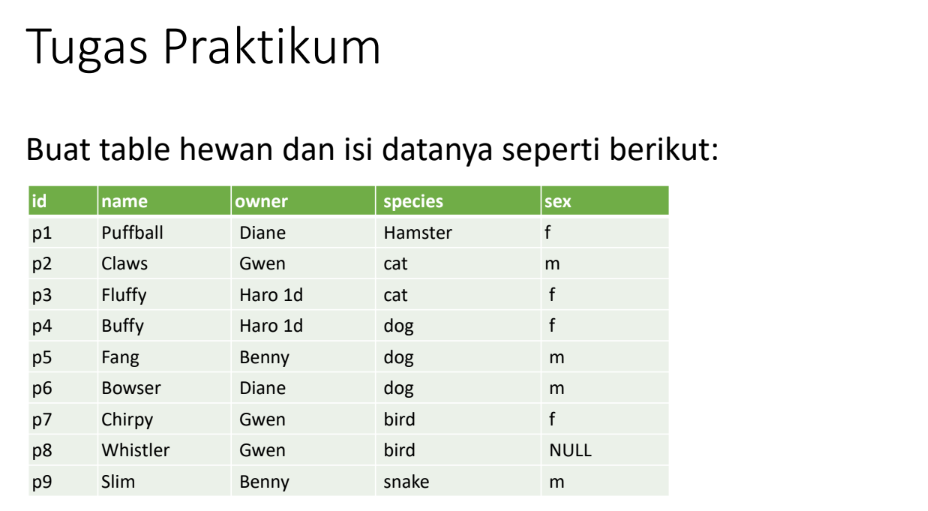 Tugas Praktikum
Buat table hewan dan isi datanya seperti berikut:
id name owner species sex
p1 Puffball Diane Hamster f
p2 Claws Gwen cat m
p3 Fluffy Haro 1d cat f
p4 Buffy Haro 1d dog f
p5 Fang Benny dog m
p6 Bowser Diane dog m
p7 Chirpy Gwen bird f
p8 Whistler Gwen bird NULL
p9 Slim Benny snake m